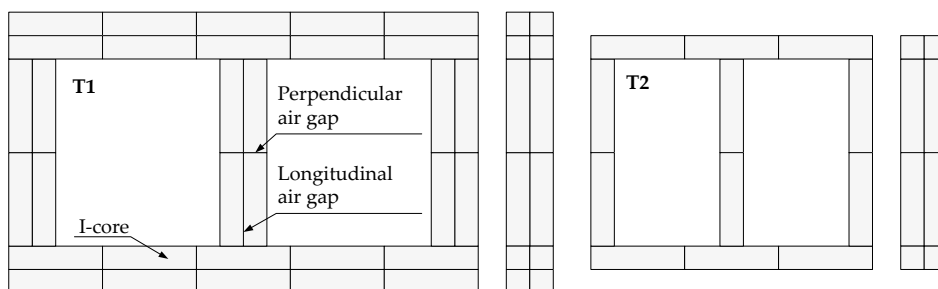 T1
Perpendicular
air gap
Longitudinal
air gap
I-core
T2